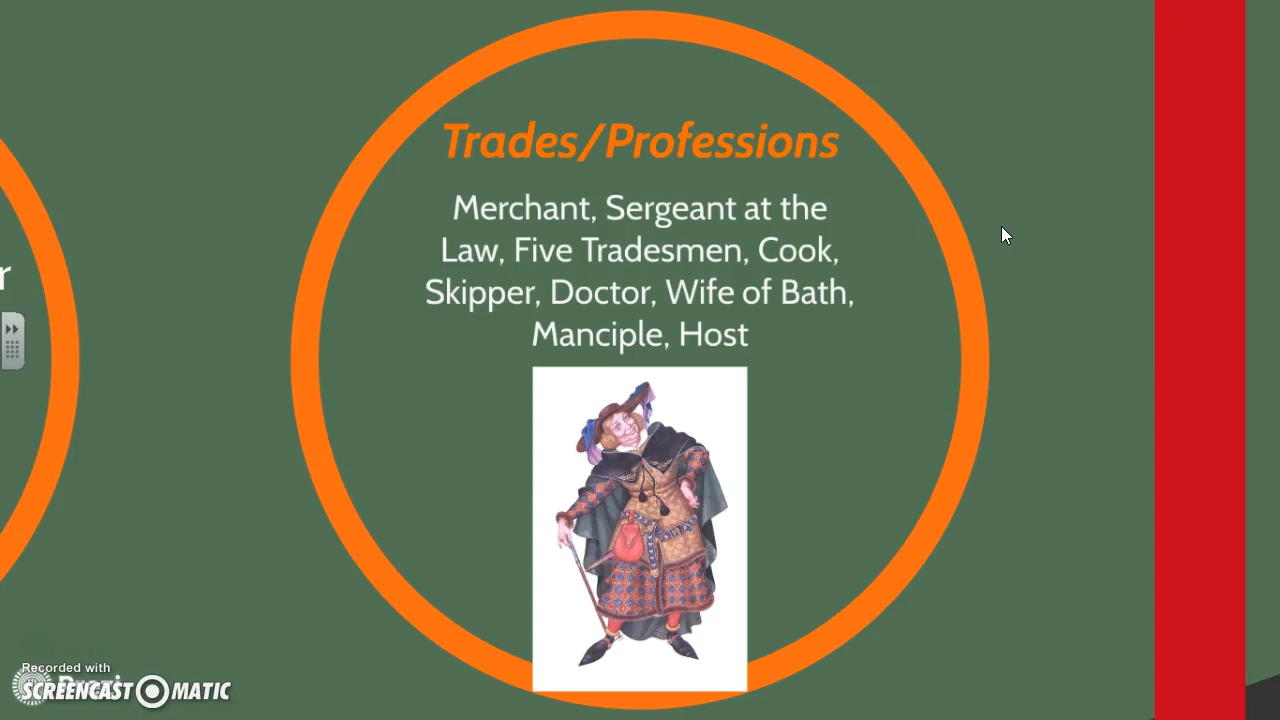 Trades/Professions
Merchant, Sergeant at the
Law, Five Tradesmen, Cook,
Skipper, Doctor, Wife of Bath,
Manciple, Host
r
Recorded with
SCREENCAST MATIC